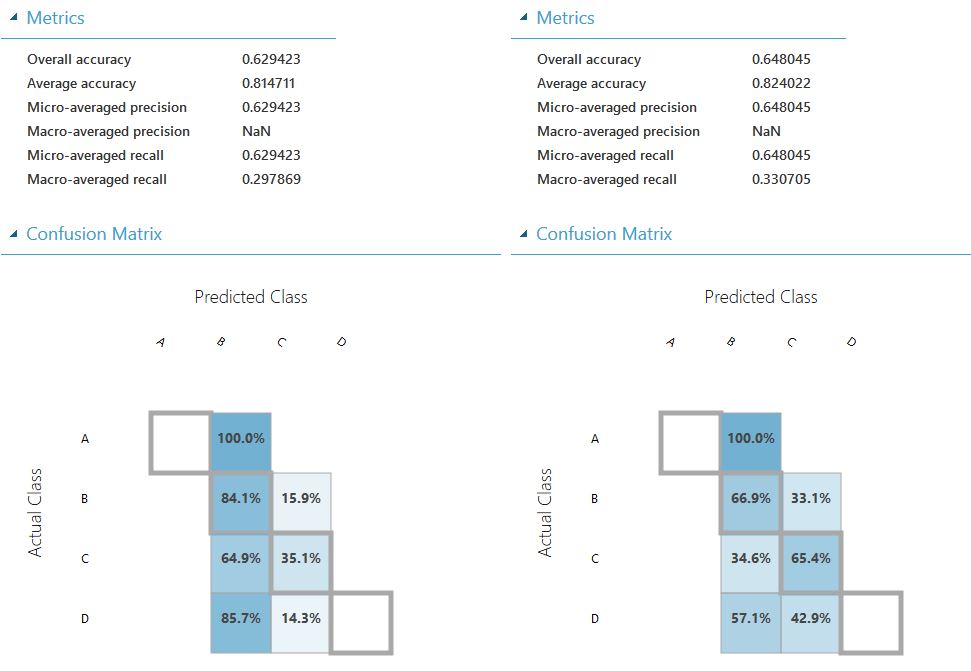 Metrics
Overall accuracy 0.629423
Average accuracy 0.814711
Micro-averaged precision 0.629423
Macro-averaged precision NaN
Micro-averaged recall 0.629423
Macro-averaged recall 0.297869
Confusion Matrix
Predicted Class
A B C D
Actual Class
A 100.0%
B 84.1% 15.9%
C 64.9% 35.1%
D 85.7% 14.3%
Metrics
Overall accuracy 0.648045
Average accuracy 0.824022
Micro-averaged precision 0.648045
Macro-averaged precision NaN
Micro-averaged recall 0.648045
Macro-averaged recall 0.330705
Confusion Matrix
Predicted Class
A B C D
Actual Class
A 100.0%
B 66.9% 33.1%
C 34.6% 65.4%
D 57.1% 42.9%